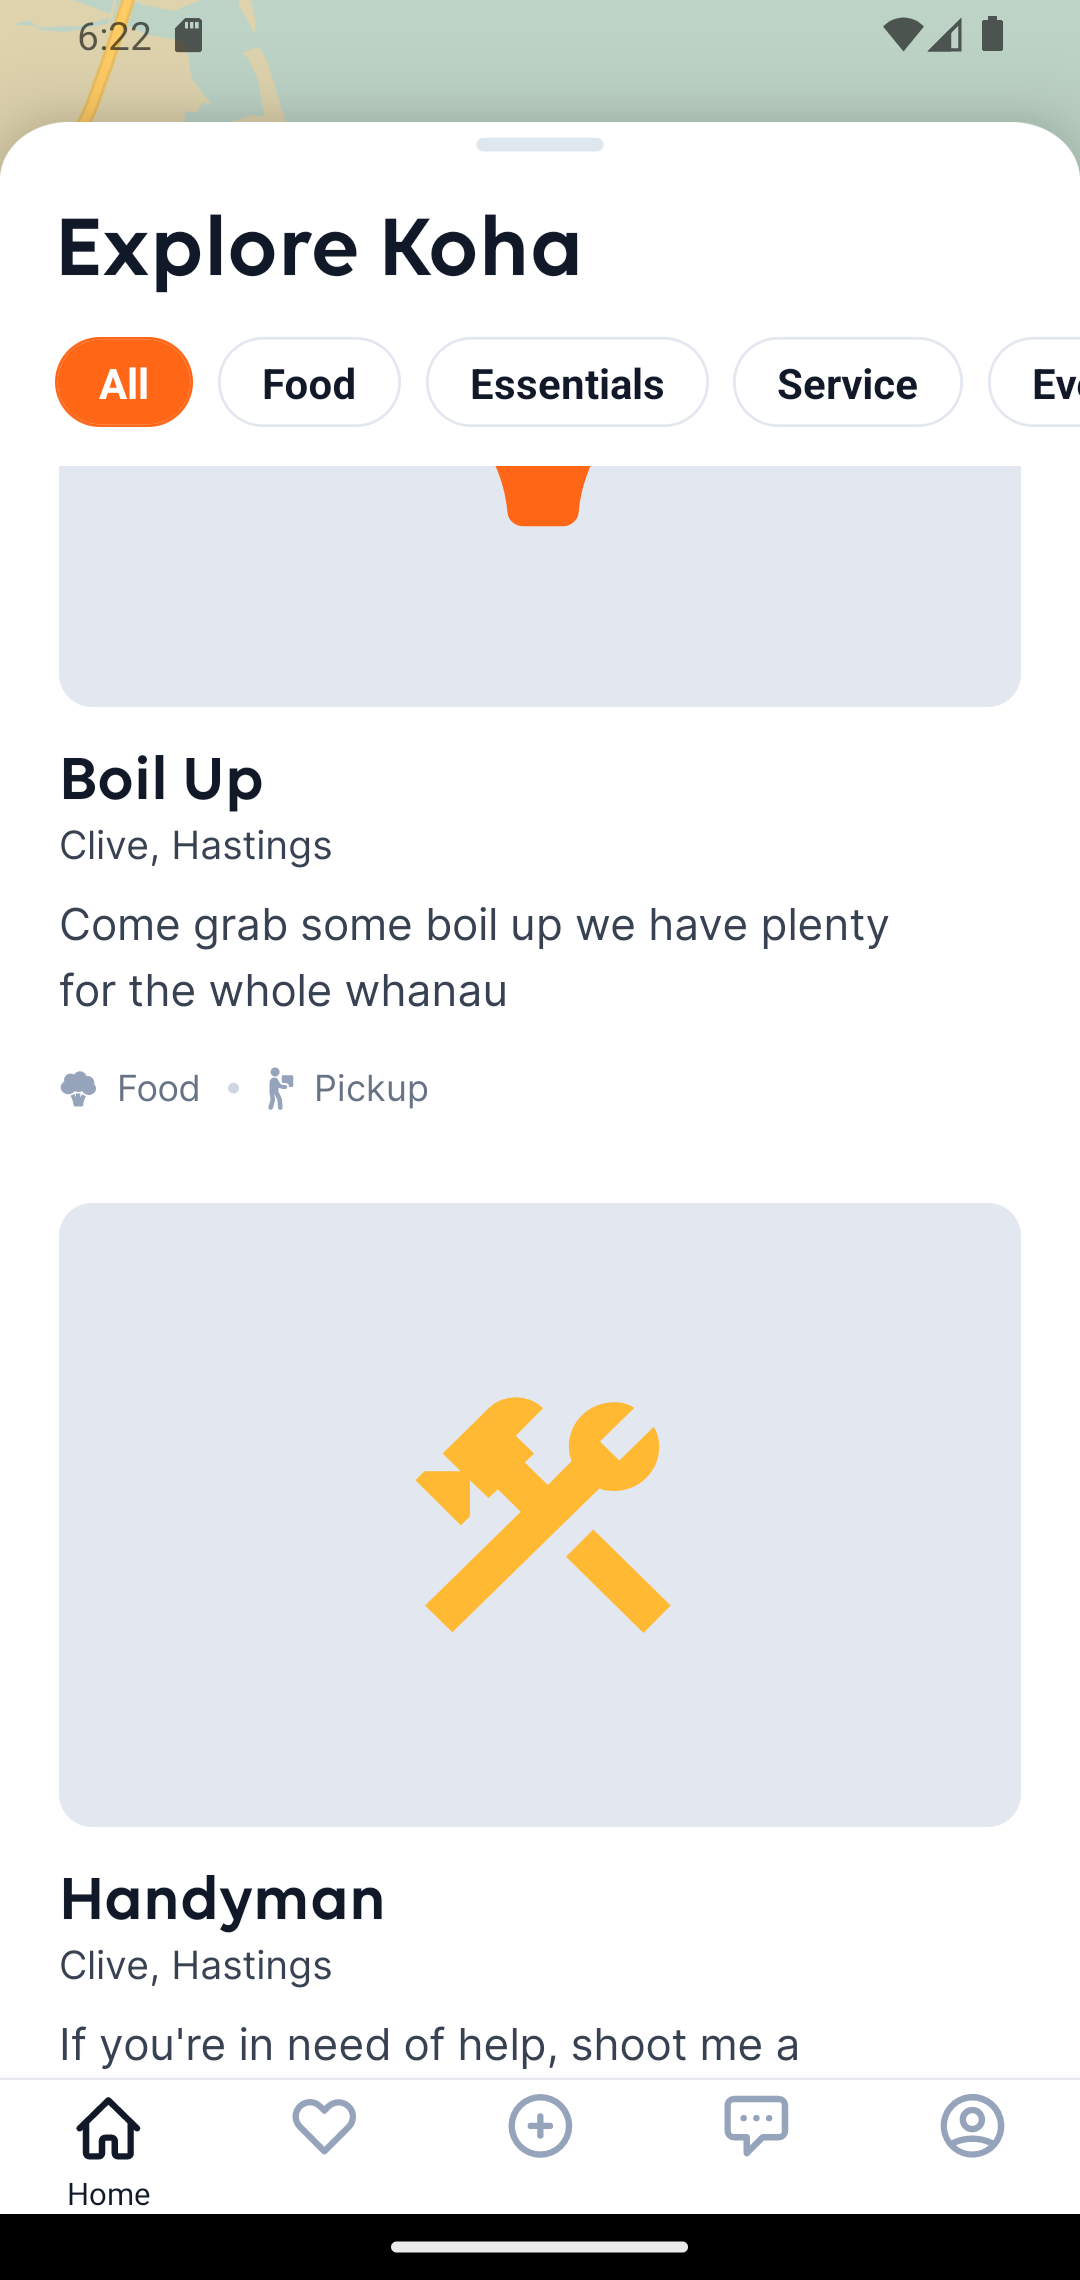 6:22
Explore Koha
All
Food
Essentials
Service
Boil Up
Clive, Hastings
Come grab some boil up we have plenty
for the whole whanau
Food • Pickup
Handyman
Clive, Hastings
If you're in need of help, shoot me a
Home